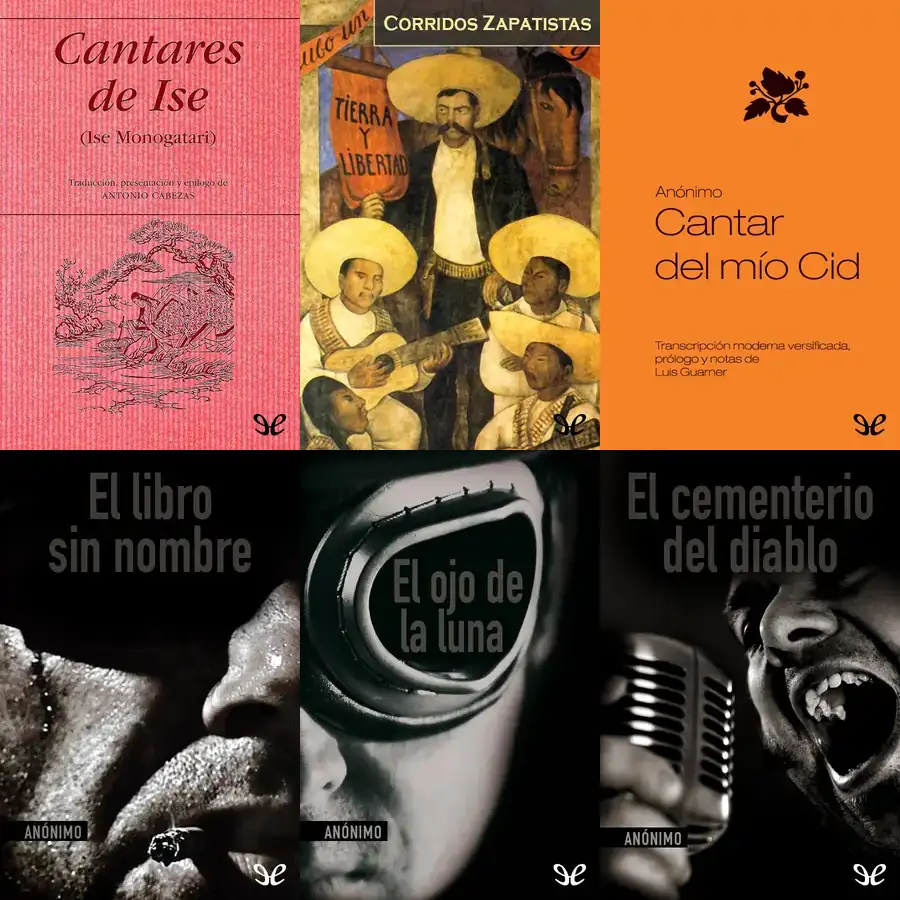 Cantares
de Ise
(Ise Monogatari)
Traducción, presentación y epílogo de
ANTONIO CABEZAS
CORRIDOS ZAPATISTAS
TIERRA
Y
LIBERTAD
Anónimo
Cantar
del mío Cid
Transcripción moderna versificada,
prólogo y notas de
Luis Guarner
El libro
sin nombre
ANÓNIMO
El ojo de
la luna
ANÓNIMO
El cementerio
del diablo
ANÓNIMO